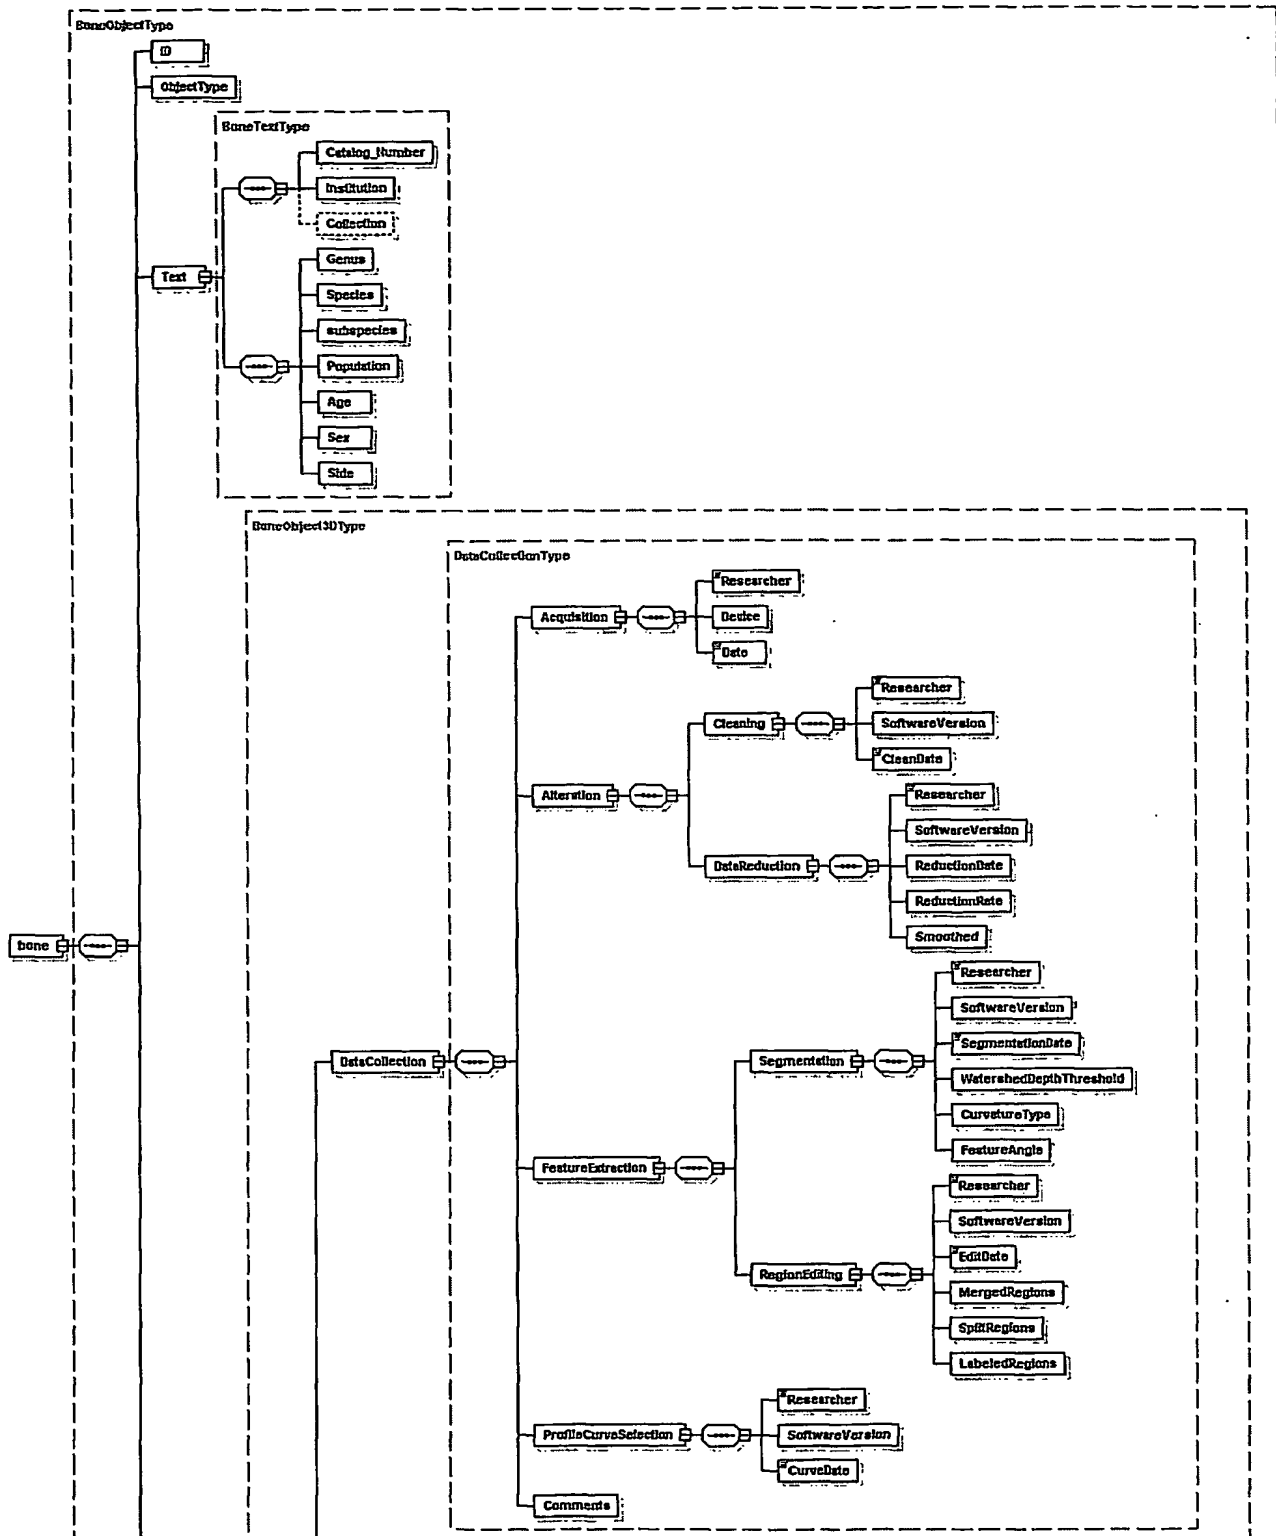 BoneObjectType
ID
ObjectType
BoneTextType
Catalog_Number
Institution
Collection
Text
Genus
Species
subspecies
Population
Age
Sex
Side
BoneObject3DType
DataCollectionType
Researcher
Acquisition
Device
Date
Researcher
Cleaning
SoftwareVersion
CleanDate
Alteration
Researcher
SoftwareVersion
DataReduction
ReductionDate
ReductionRate
Smoothed
bone
Researcher
SoftwareVersion
DataCollection
Segmentation
SegmentationDate
WatershedDepthThreshold
CurvatureType
FeatureAngle
FeatureExtraction
Researcher
SoftwareVersion
EditDate
RegionEditing
MergedRegions
SplitRegions
LabeledRegions
Researcher
ProfileCurveSelection
SoftwareVersion
CurveDate
Comments